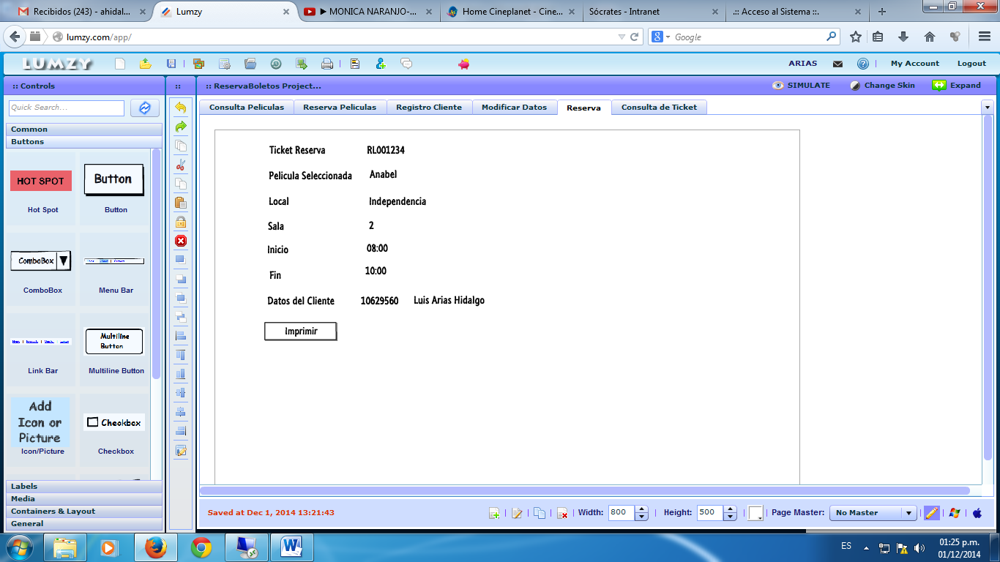 Recibidos (243) - ahidal... Lumzy ▶ MONICA NARANJO-... Home Cineplanet - Cine... Sócrates - Intranet .:: Acceso al Sistema ::.
lumzy.com/app/ Google
LUMZY ARIAS My Account Logout
:: Controls :: :: ReservaBoletos Project... SIMULATE Change Skin Expand
Quick Search... Consulta Peliculas Reserva Peliculas Registro Cliente Modificar Datos Reserva Consulta de Ticket
Common
Buttons
HOT SPOT Button
Hot Spot Button
ComboBox
ComboBox Menu Bar
Multiline
Button
Link Bar Multiline Button
Add
Icon or
Picture
Checkbox
Icon/Picture Checkbox
Labels
Media
Containers & Layout
General
Ticket Reserva RL001234
Pelicula Seleccionada Anabel
Local Independencia
Sala 2
Inicio 08:00
Fin 10:00
Datos del Cliente 10629560 Luis Arias Hidalgo
Imprimir
Saved at Dec 1, 2014 13:21:43 Width: 800 Height: 500 Page Master: No Master
ES 01:25 p.m.
01/12/2014